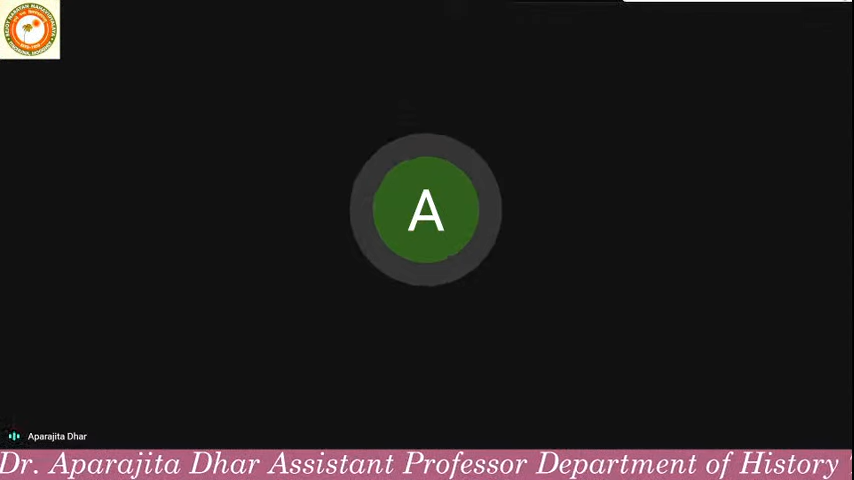 A
Aparajita Dhar
Dr. Aparajita Dhar Assistant Professor Department of History